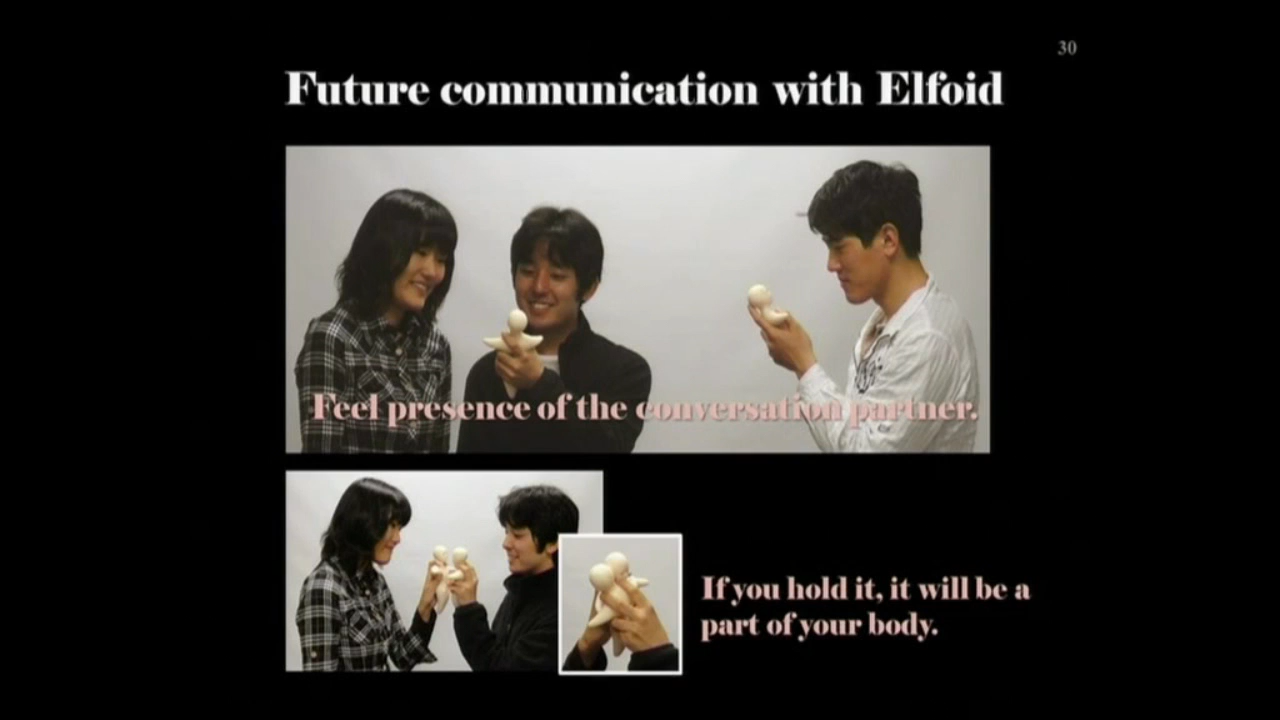 30
Future communication with Elfoid
Feel presence of the conversation partner.
If you hold it, it will be a
part of your body.